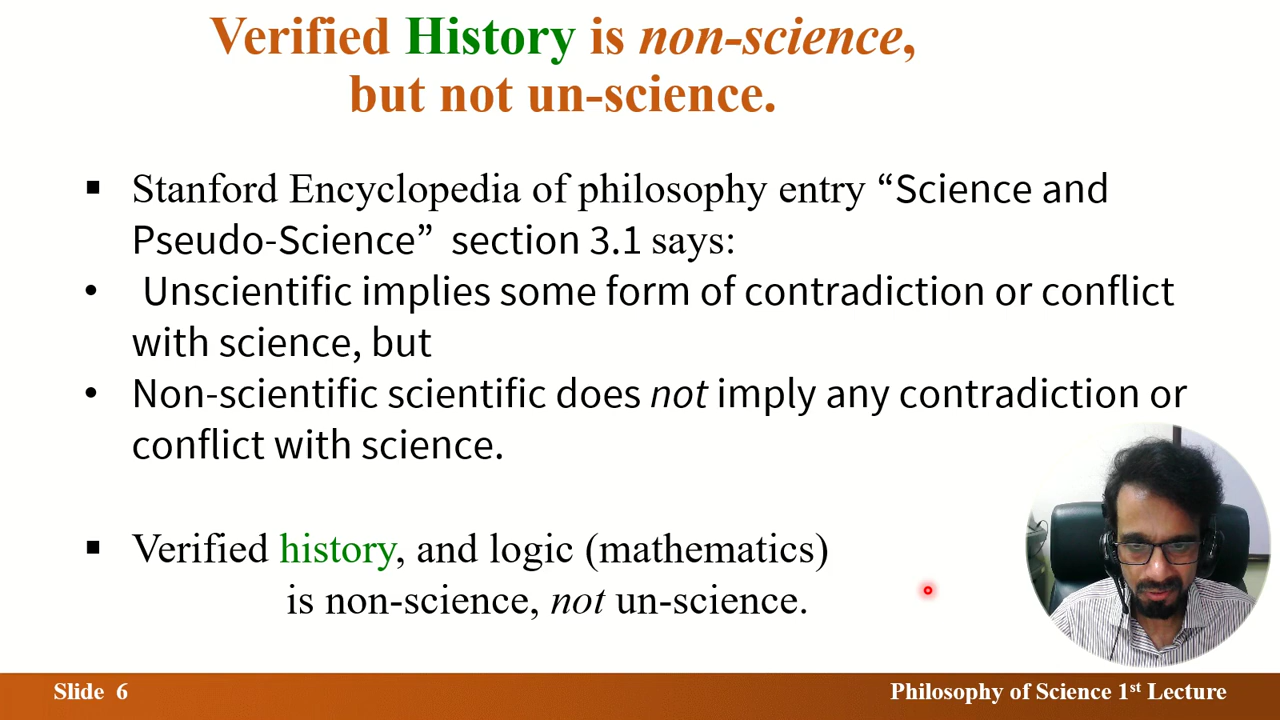 Verified History is non-science,
but not un-science.
▪ Stanford Encyclopedia of philosophy entry “Science and
Pseudo-Science” section 3.1 says:
• Unscientific implies some form of contradiction or conflict
with science, but
• Non-scientific scientific does not imply any contradiction or
conflict with science.
▪ Verified history, and logic (mathematics)
is non-science, not un-science.
Slide 6
Philosophy of Science 1st Lecture